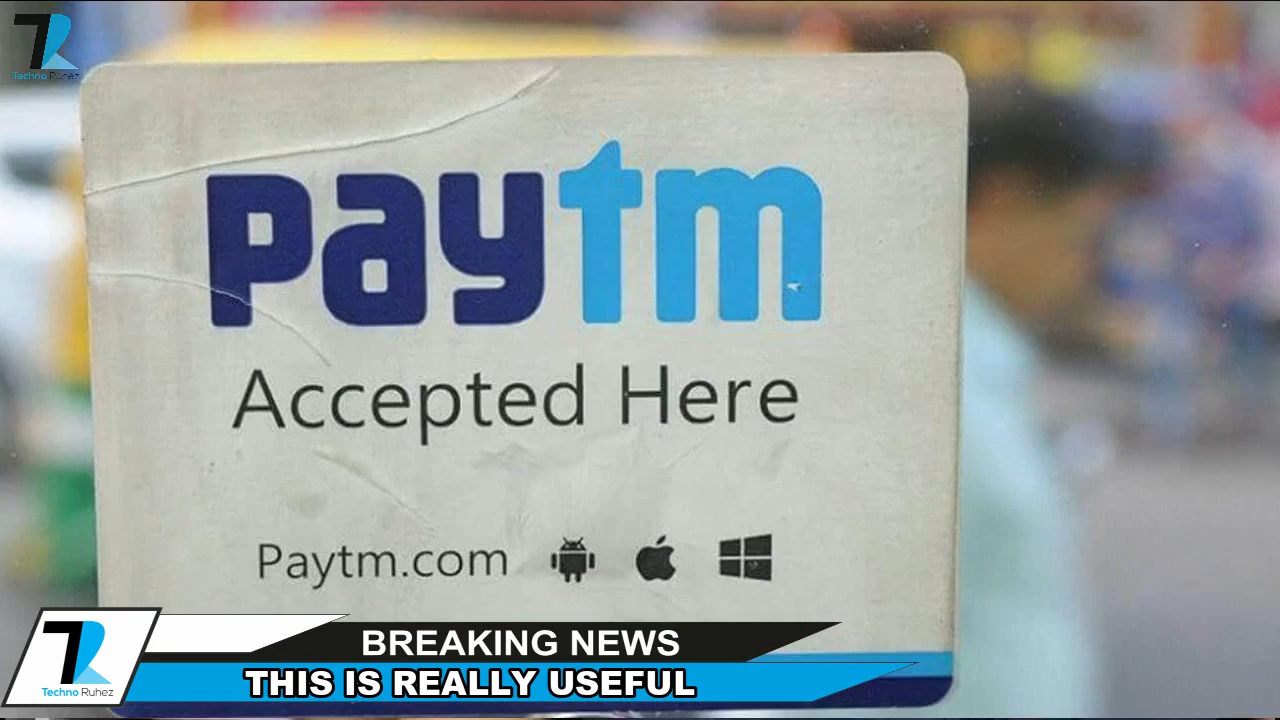 Techno Ruhez
paytm
Accepted Here
Paytm.com
BREAKING NEWS
THIS IS REALLY USEFUL
Techno Ruhez